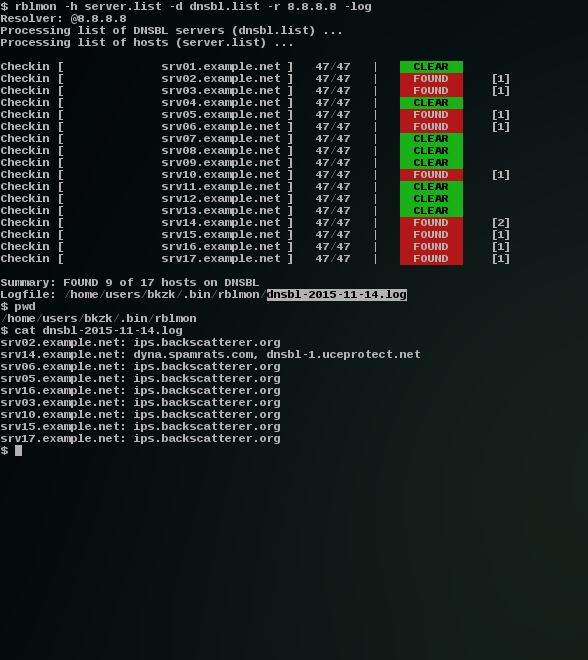 $ rblmon -h server.list -d dnsbl.list -r 8.8.8.8 -log
Resolver: @8.8.8.8
Processing list of DNSBL servers (dnsbl.list) ...
Processing list of hosts (server.list) ...
Checkin [ srv01.example.net ] 47/47 | CLEAR
Checkin [ srv02.example.net ] 47/47 | FOUND [1]
Checkin [ srv03.example.net ] 47/47 | FOUND [1]
Checkin [ srv04.example.net ] 47/47 | CLEAR
Checkin [ srv05.example.net ] 47/47 | FOUND [1]
Checkin [ srv06.example.net ] 47/47 | FOUND [1]
Checkin [ srv07.example.net ] 47/47 | CLEAR
Checkin [ srv08.example.net ] 47/47 | CLEAR
Checkin [ srv09.example.net ] 47/47 | CLEAR
Checkin [ srv10.example.net ] 47/47 | FOUND [1]
Checkin [ srv11.example.net ] 47/47 | CLEAR
Checkin [ srv12.example.net ] 47/47 | CLEAR
Checkin [ srv13.example.net ] 47/47 | CLEAR
Checkin [ srv14.example.net ] 47/47 | FOUND [2]
Checkin [ srv15.example.net ] 47/47 | FOUND [1]
Checkin [ srv16.example.net ] 47/47 | FOUND [1]
Checkin [ srv17.example.net ] 47/47 | FOUND [1]
Summary: FOUND 9 of 17 hosts on DNSBL
Logfile: /home/users/bkzk/.bin/rblmon/dnsbl-2015-11-14.log
$ pwd
/home/users/bkzk/.bin/rblmon
$ cat dnsbl-2015-11-14.log
srv02.example.net: ips.backscatterer.org
srv14.example.net: dyna.spamrats.com, dnsbl-1.uceprotect.net
srv06.example.net: ips.backscatterer.org
srv05.example.net: ips.backscatterer.org
srv16.example.net: ips.backscatterer.org
srv03.example.net: ips.backscatterer.org
srv10.example.net: ips.backscatterer.org
srv15.example.net: ips.backscatterer.org
srv17.example.net: ips.backscatterer.org
$